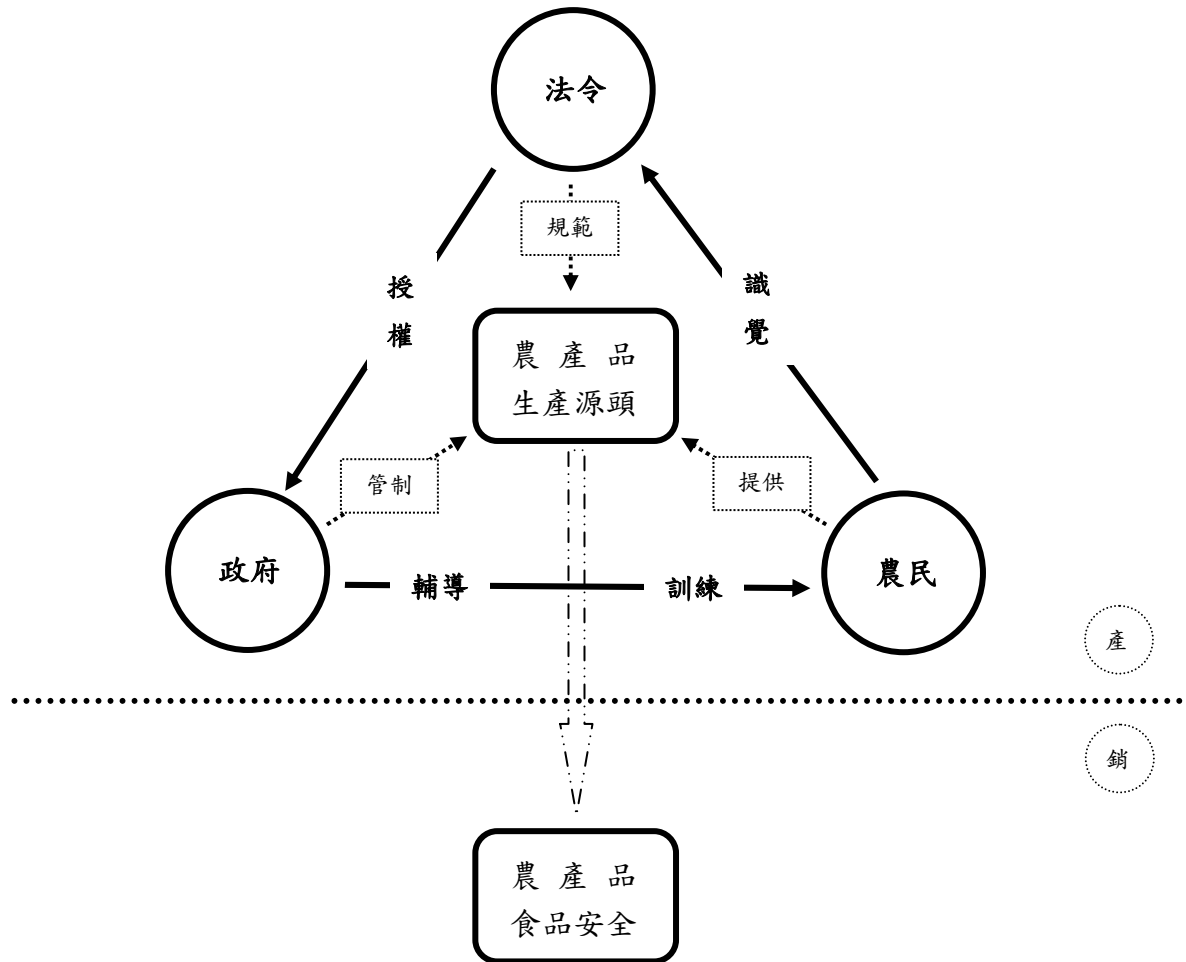 法令
規範
授
權
識
覺
農 產 品
生產源頭
管制
提供
政府
輔導
訓練
農民
產
銷
農 產 品
食品安全